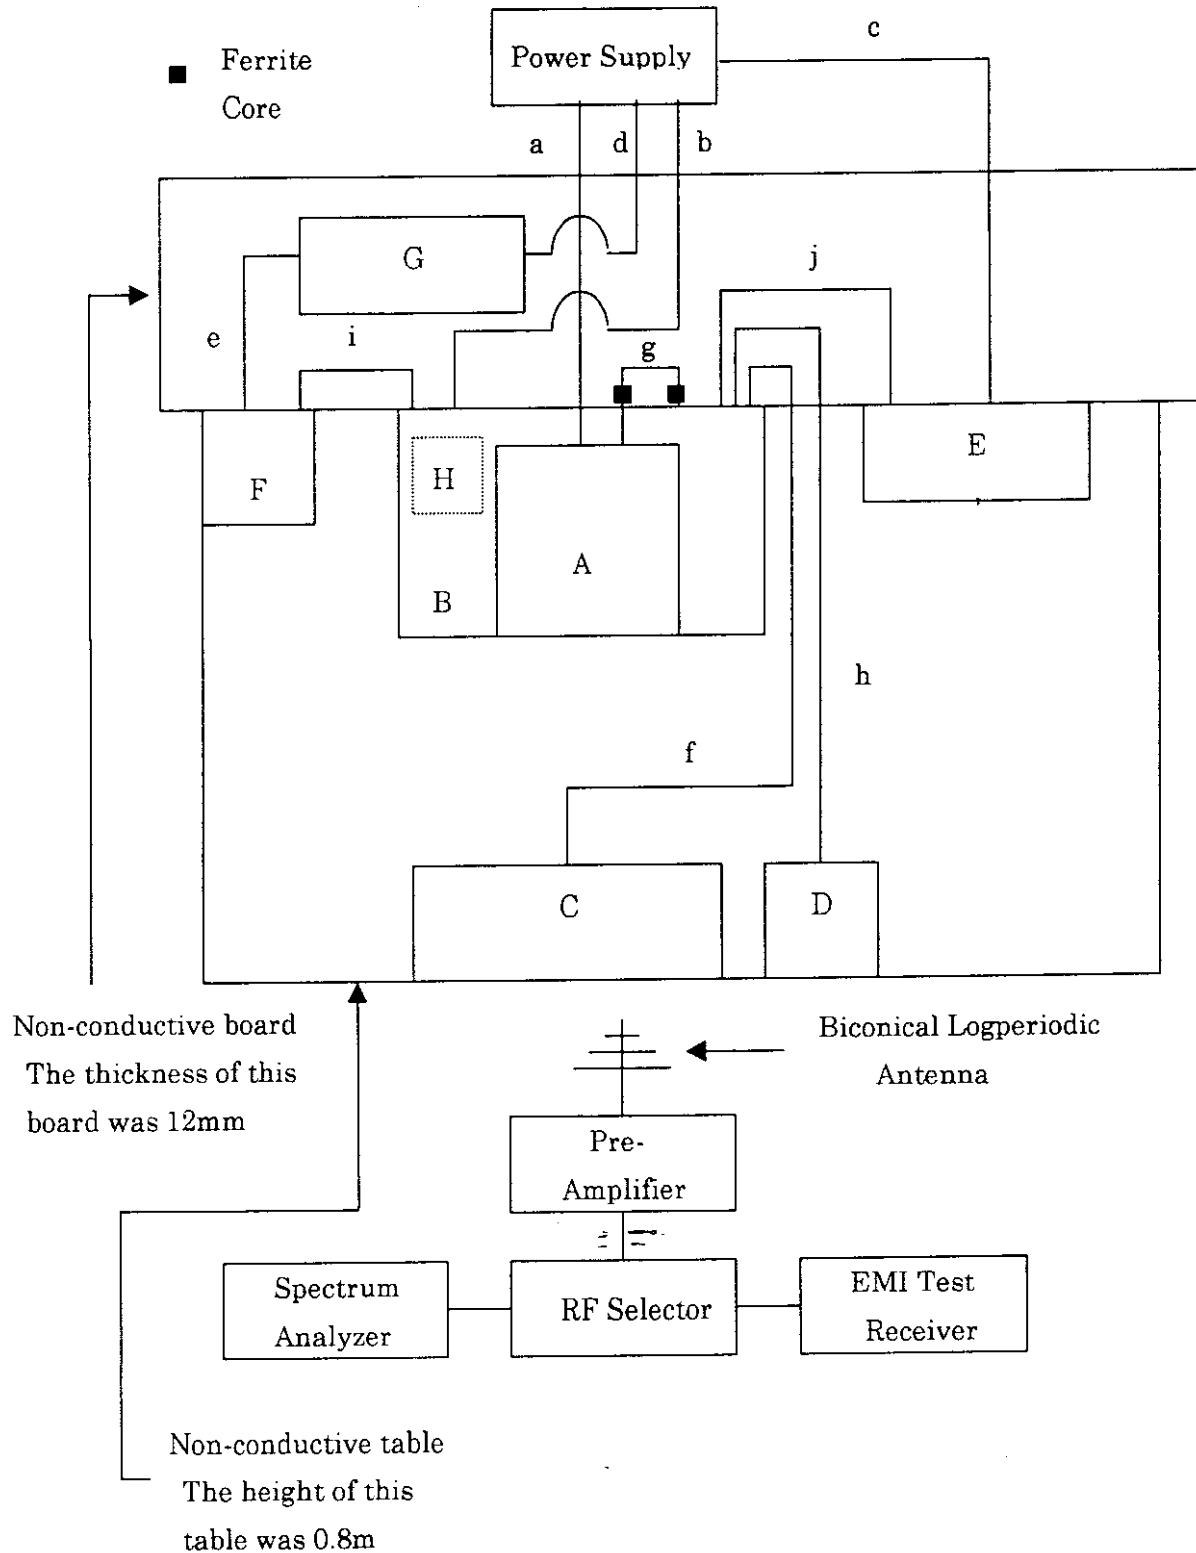 Power Supply
c
Ferrite
Core
a
d
b
G
j
e
i
g
F
H
E
A
B
h
f
C
D
Non-conductive board
The thickness of this
board was 12mm
Biconical Logperiodic
Antenna
Pre-
Amplifier
Spectrum
Analyzer
RF Selector
EMI Test
Receiver
Non-conductive table
The height of this
table was 0.8m